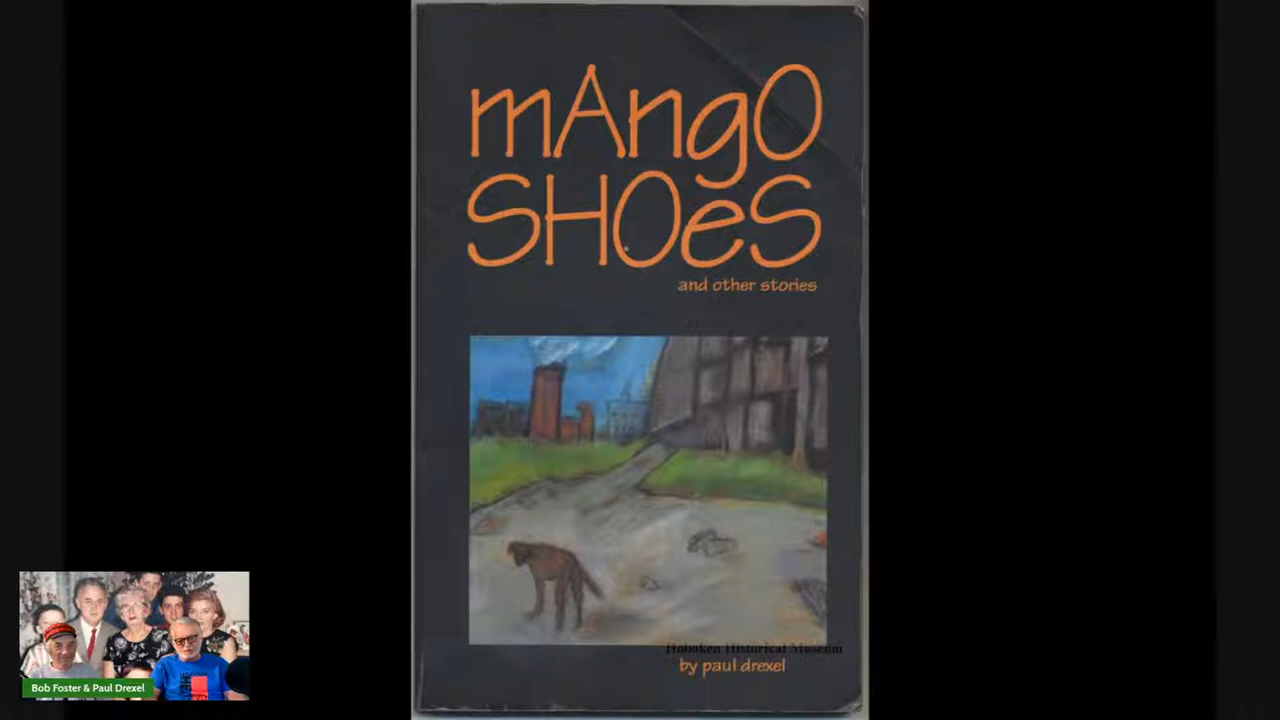 mAngO
SHOeS
and other stories
Hoboken Historical Museum
by paul drexel
Bob Foster & Paul Drexel